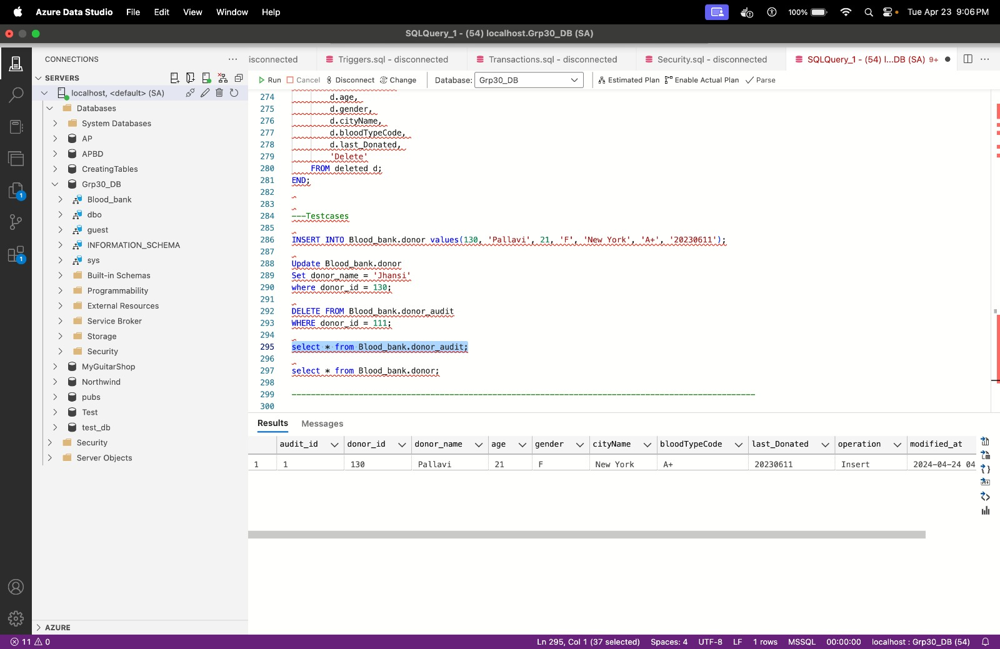 Azure Data Studio File Edit View Window Help 100% Tue Apr 23 9:06 PM
SQLQuery_1 - (54) localhost.Grp30_DB (SA)
CONNECTIONS
SERVERS
localhost, <default> (SA)
Databases
System Databases
AP
APBD
CreatingTables
Grp30_DB
Blood_bank
dbo
guest
INFORMATION_SCHEMA
sys
Built-in Schemas
Programmability
External Resources
Service Broker
Storage
Security
MyGuitarShop
Northwind
pubs
Test
test_db
Security
Server Objects
AZURE
1
1
isconnected Triggers.sql - disconnected Transactions.sql - disconnected Security.sql - disconnected SQLQuery_1 - (54) l...DB (SA) 9+
Run Cancel Disconnect Change Database: Grp30_DB Estimated Plan Enable Actual Plan Parse
274 d.age,
275 d.gender,
276 d.cityName,
277 d.bloodTypeCode,
278 d.last_Donated,
279 'Delete'
280 FROM deleted d;
281 END;
282
283
284 ---Testcases
285
286 INSERT INTO Blood_bank.donor values(130, 'Pallavi', 21, 'F', 'New York', 'A+', '20230611');
287
288 Update Blood_bank.donor
289 Set donor_name = 'Jhansi'
290 where donor_id = 130;
291
292 DELETE FROM Blood_bank.donor_audit
293 WHERE donor_id = 111;
294
295 select * from Blood_bank.donor_audit;
296
297 select * from Blood_bank.donor;
298
299 -------------------------------------------------------------------------------------------------
300
Results Messages
audit_id donor_id donor_name age gender cityName bloodTypeCode last_Donated operation modified_at
1 1 130 Pallavi 21 F New York A+ 20230611 Insert 2024-04-24 04
11 0 Ln 295, Col 1 (37 selected) Spaces: 4 UTF-8 LF 1 rows MSSQL 00:00:00 localhost : Grp30_DB (54)